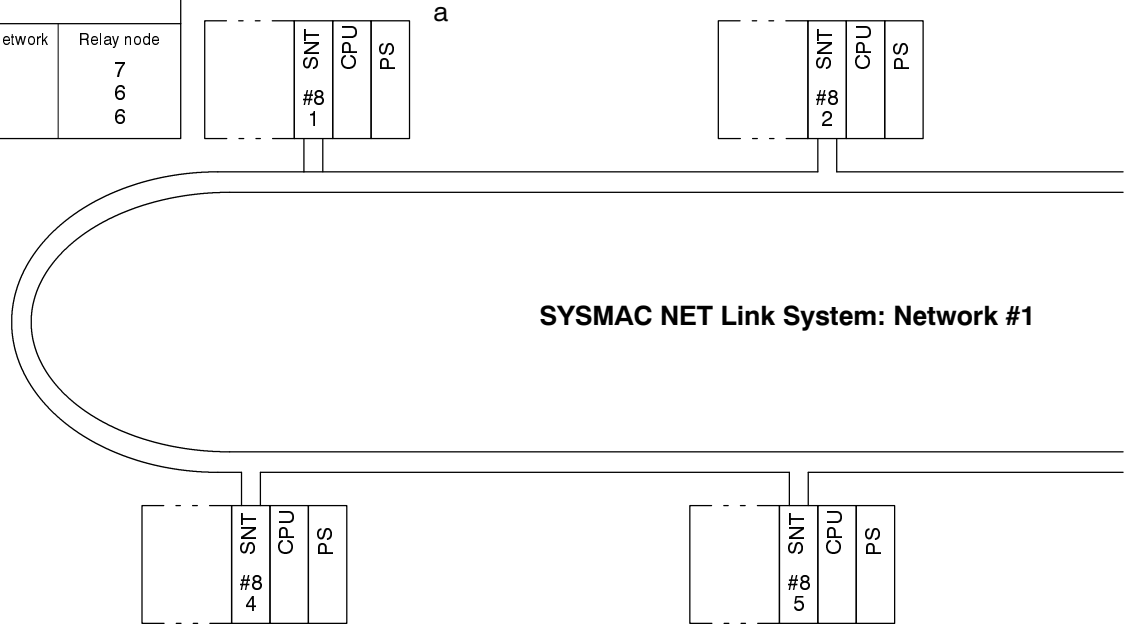 a
etwork Relay node
7
6
6
SNT CPU PS
#8
1
SNT CPU PS
#8
2
SYSMAC NET Link System: Network #1
SNT CPU PS
#8
4
SNT CPU PS
#8
5